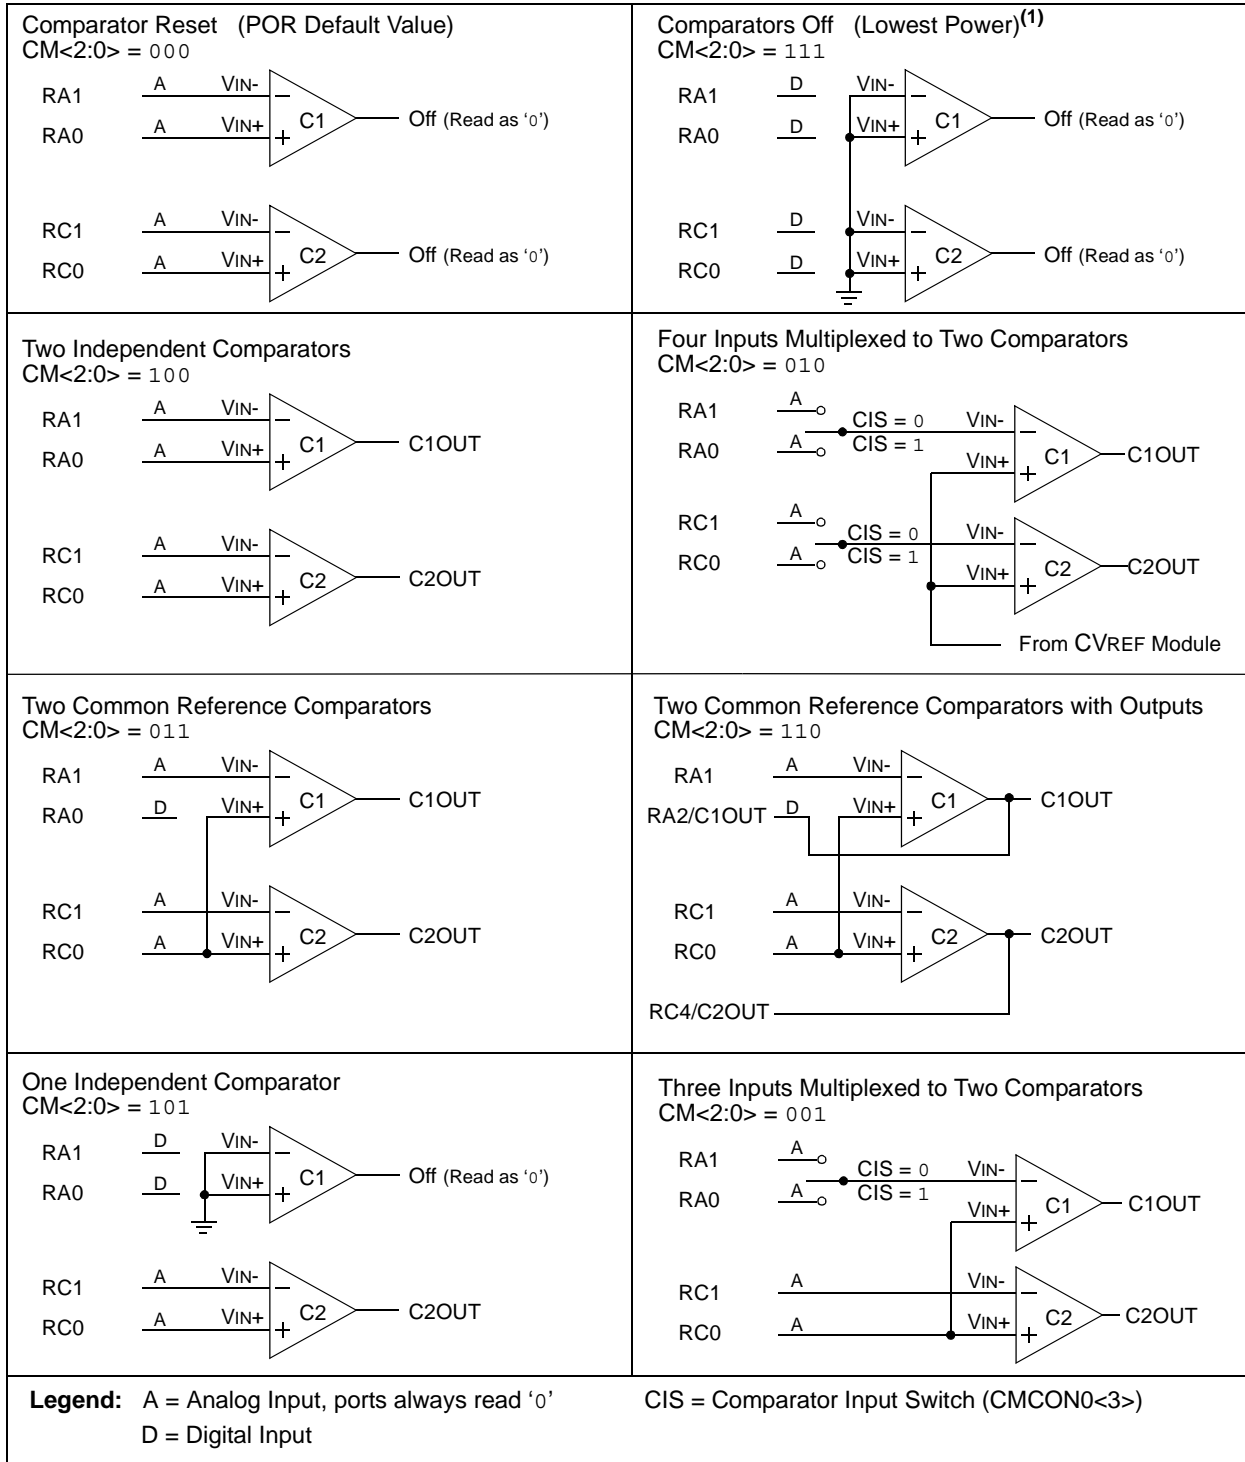 Comparator Reset (POR Default Value)
CM<2:0> = 000
RA1 A VIN-
RA0 A VIN+ C1 Off (Read as ‘0’)
RC1 A VIN-
RC0 A VIN+ C2 Off (Read as ‘0’)
Comparators Off (Lowest Power)(1)
CM<2:0> = 111
RA1 D VIN-
RA0 D VIN+ C1 Off (Read as ‘0’)
RC1 D VIN-
RC0 D VIN+ C2 Off (Read as ‘0’)
Two Independent Comparators
CM<2:0> = 100
RA1 A VIN-
RA0 A VIN+ C1 C1OUT
RC1 A VIN-
RC0 A VIN+ C2 C2OUT
Four Inputs Multiplexed to Two Comparators
CM<2:0> = 010
RA1 A CIS = 0 VIN-
RA0 A CIS = 1 VIN+ C1 C1OUT
RC1 A CIS = 0 VIN-
RC0 A CIS = 1 VIN+ C2 C2OUT
From CVREF Module
Two Common Reference Comparators
CM<2:0> = 011
RA1 A VIN-
RA0 D VIN+ C1 C1OUT
RC1 A VIN-
RC0 A VIN+ C2 C2OUT
Two Common Reference Comparators with Outputs
CM<2:0> = 110
RA1 A VIN-
RA2/C1OUT D VIN+ C1 C1OUT
RC1 A VIN-
RC0 A VIN+ C2 C2OUT
RC4/C2OUT
One Independent Comparator
CM<2:0> = 101
RA1 D VIN-
RA0 D VIN+ C1 Off (Read as ‘0’)
RC1 A VIN-
RC0 A VIN+ C2 C2OUT
Three Inputs Multiplexed to Two Comparators
CM<2:0> = 001
RA1 A CIS = 0 VIN-
RA0 A CIS = 1 VIN+ C1 C1OUT
RC1 A VIN-
RC0 A VIN+ C2 C2OUT
Legend: A = Analog Input, ports always read ‘0’ CIS = Comparator Input Switch (CMCON0<3>)
D = Digital Input